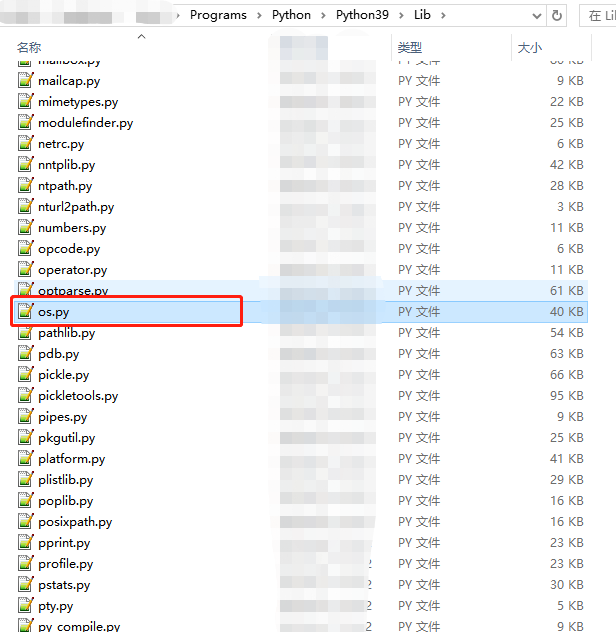 Programs > Python > Python39 > Lib > 在 Li
名称 类型 大小
mailbox.py PY 文件 80 KB
mailcap.py PY 文件 9 KB
mimetypes.py PY 文件 22 KB
modulefinder.py PY 文件 25 KB
netrc.py PY 文件 6 KB
nntplib.py PY 文件 42 KB
ntpath.py PY 文件 28 KB
nturl2path.py PY 文件 3 KB
numbers.py PY 文件 11 KB
opcode.py PY 文件 6 KB
operator.py PY 文件 11 KB
optparse.py PY 文件 61 KB
os.py PY 文件 40 KB
pathlib.py PY 文件 54 KB
pdb.py PY 文件 63 KB
pickle.py PY 文件 66 KB
pickletools.py PY 文件 95 KB
pipes.py PY 文件 9 KB
pkgutil.py PY 文件 25 KB
platform.py PY 文件 41 KB
plistlib.py PY 文件 29 KB
poplib.py PY 文件 16 KB
posixpath.py PY 文件 16 KB
pprint.py PY 文件 23 KB
profile.py 2 PY 文件 23 KB
pstats.py 2 PY 文件 30 KB
pty.py 2 PY 文件 5 KB
py_compile.py 2 PY 文件 9 KB